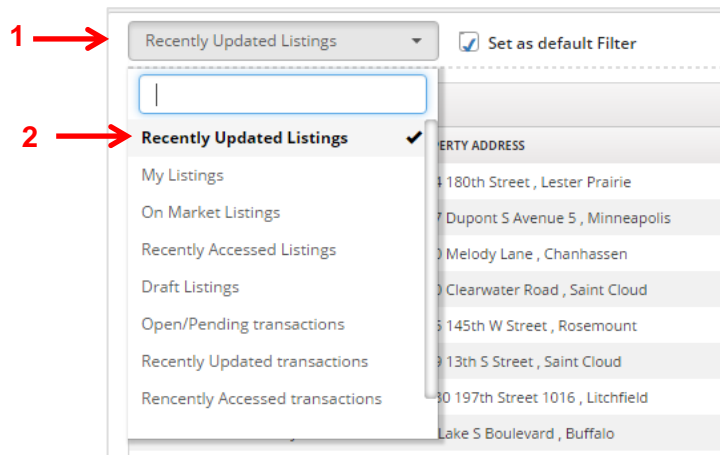 1
Recently Updated Listings
Set as default Filter
2
Recently Updated Listings
My Listings
On Market Listings
Recently Accessed Listings
Draft Listings
Open/Pending transactions
Recently Updated transactions
Rencently Accessed transactions
ERTY ADDRESS
180th Street , Lester Prairie
Dupont S Avenue 5 , Minneapolis
Melody Lane , Chanhassen
Clearwater Road , Saint Cloud
145th W Street , Rosemount
13th S Street , Saint Cloud
197th Street 1016 , Litchfield
Lake S Boulevard , Buffalo